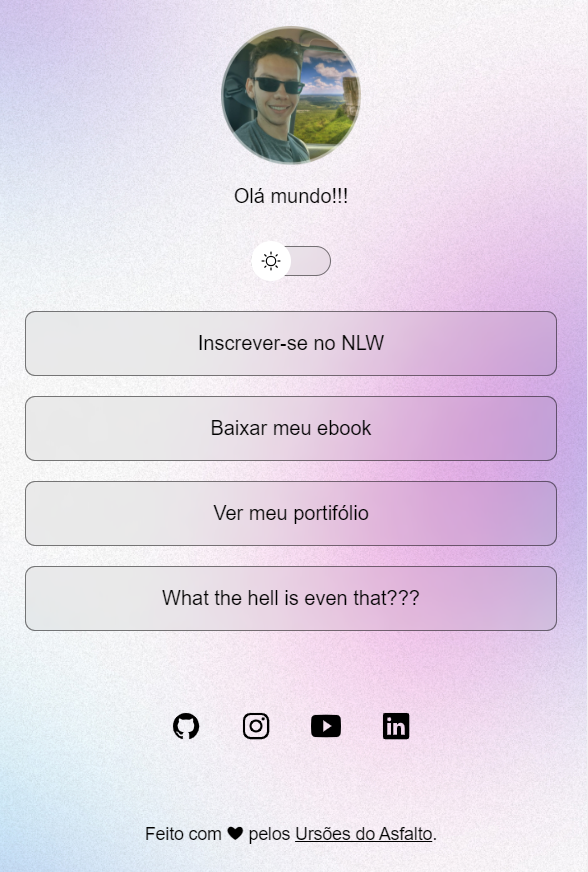 Olá mundo!!!
Inscrever-se no NLW
Baixar meu ebook
Ver meu portifólio
What the hell is even that???
Feito com ♥ pelos Ursões do Asfalto.